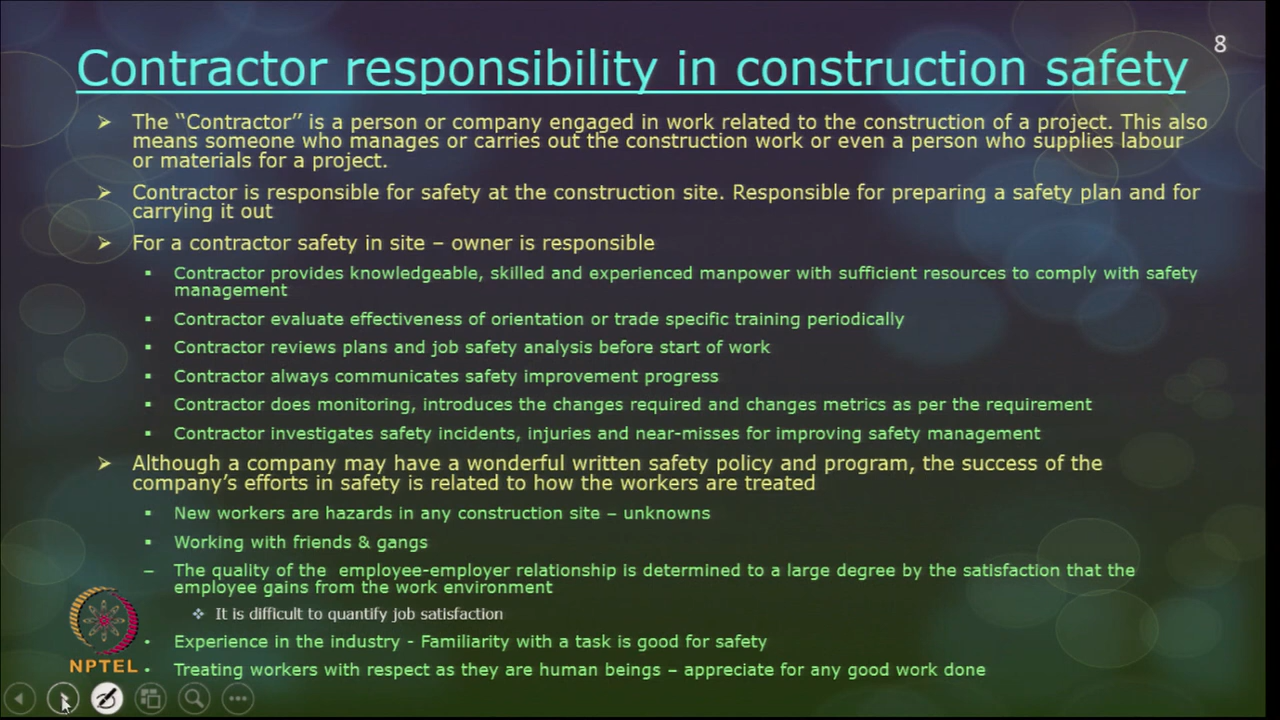 8
Contractor responsibility in construction safety
➢ The “Contractor” is a person or company engaged in work related to the construction of a project. This also
means someone who manages or carries out the construction work or even a person who supplies labour
or materials for a project.
➢ Contractor is responsible for safety at the construction site. Responsible for preparing a safety plan and for
carrying it out
➢ For a contractor safety in site – owner is responsible
▪ Contractor provides knowledgeable, skilled and experienced manpower with sufficient resources to comply with safety
management
▪ Contractor evaluate effectiveness of orientation or trade specific training periodically
▪ Contractor reviews plans and job safety analysis before start of work
▪ Contractor always communicates safety improvement progress
▪ Contractor does monitoring, introduces the changes required and changes metrics as per the requirement
▪ Contractor investigates safety incidents, injuries and near-misses for improving safety management
➢ Although a company may have a wonderful written safety policy and program, the success of the
company’s efforts in safety is related to how the workers are treated
▪ New workers are hazards in any construction site – unknowns
▪ Working with friends & gangs
– The quality of the employee-employer relationship is determined to a large degree by the satisfaction that the
employee gains from the work environment
❖ It is difficult to quantify job satisfaction
▪ Experience in the industry - Familiarity with a task is good for safety
▪ Treating workers with respect as they are human beings – appreciate for any good work done
NPTEL